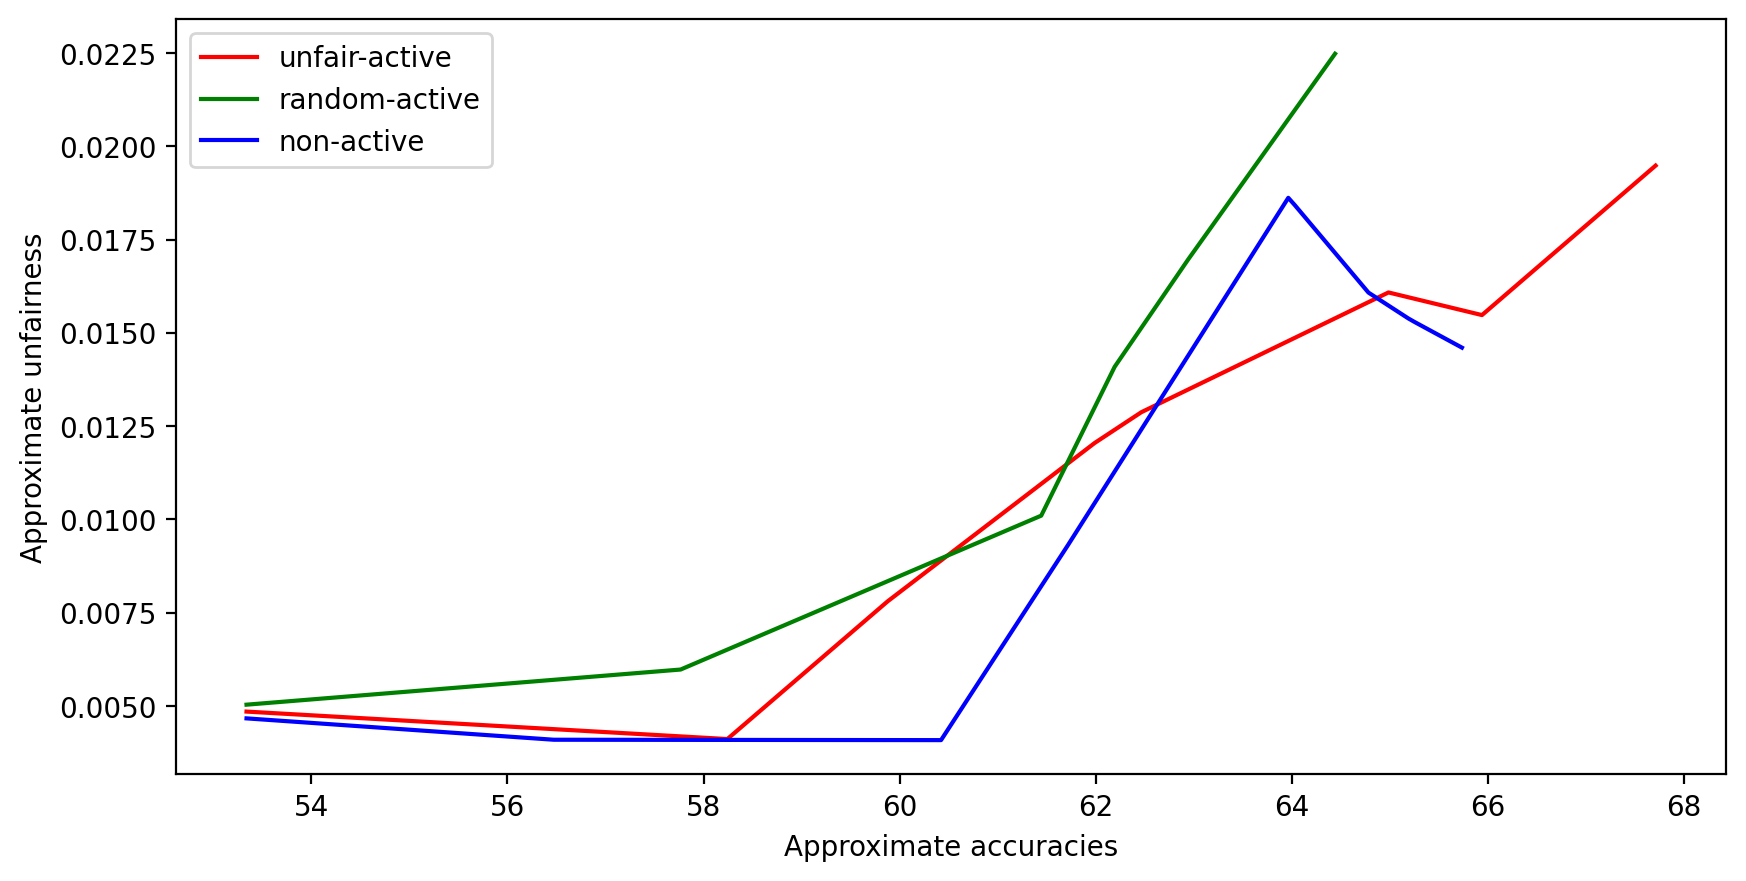 unfair-active
random-active
non-active
0.0225
0.0200
0.0175
0.0150
0.0125
0.0100
0.0075
0.0050
Approximate unfairness
54 56 58 60 62 64 66 68
Approximate accuracies